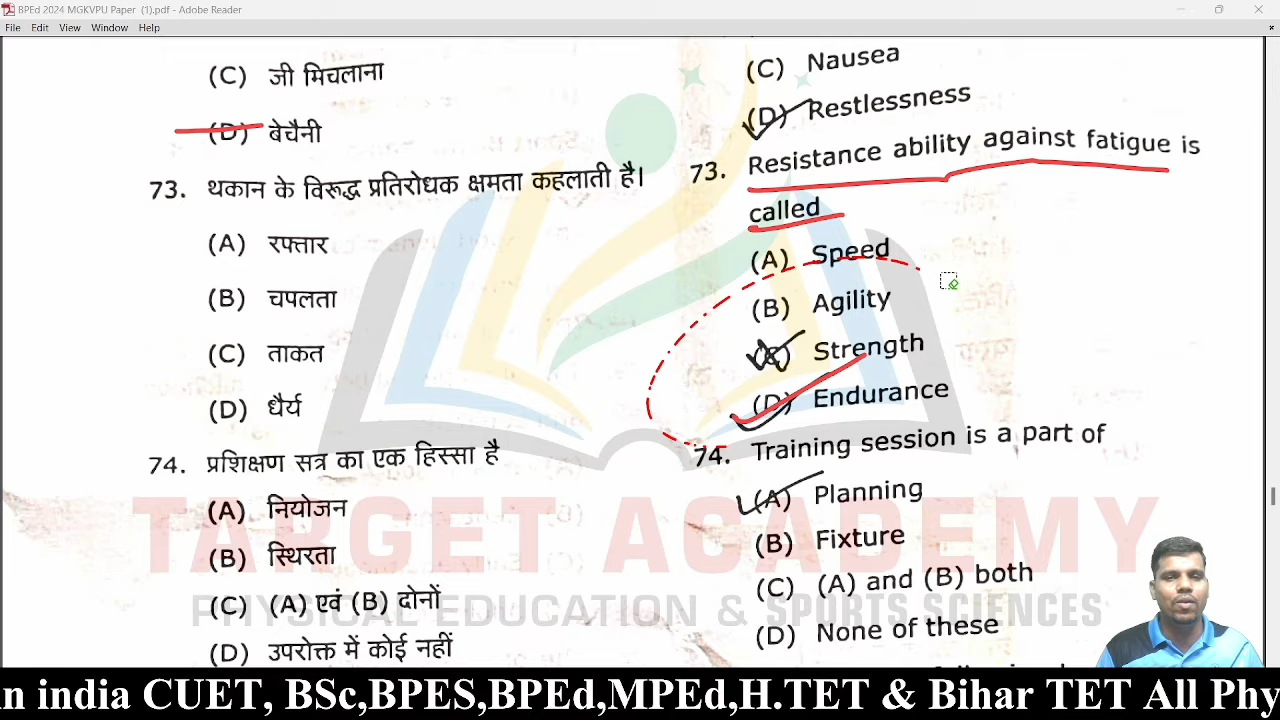 BPEd 2024 MGKVPU Paper (1).pdf - Adobe Reader
File Edit View Window Help
(C) जी मिचलाना
(D) बेचैनी
73. थकान के विरूद्ध प्रतिरोधक क्षमता कहलाती है।
(A) रफ्तार
(B) चपलता
(C) ताकत
(D) धैर्य
74. प्रशिक्षण सत्र का एक हिस्सा है
(A) नियोजन
(B) स्थिरता
(C) (A) एवं (B) दोनों
(D) उपरोक्त में कोई नहीं
(C) Nausea
(D) Restlessness
73. Resistance ability against fatigue is
called
(A) Speed
(B) Agility
(C) Strength
(D) Endurance
74. Training session is a part of
(A) Planning
(B) Fixture
(C) (A) and (B) both
(D) None of these
TARGET ACADEMY
PHYSICAL EDUCATION & SPORTS SCIENCES
n india CUET, BSc,BPES,BPEd,MPEd,H.TET & Bihar TET All Phy